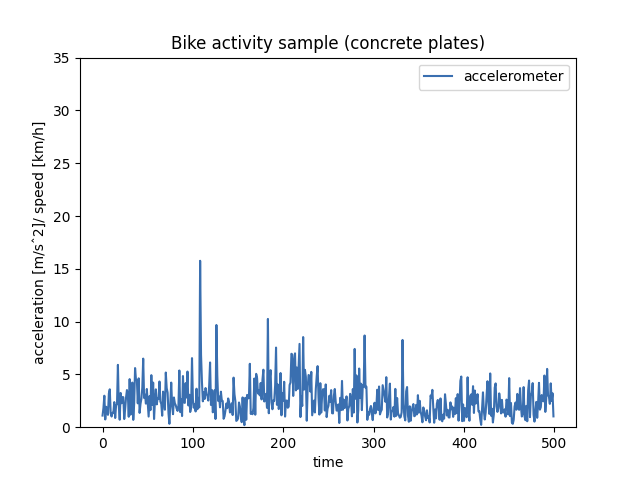 Bike activity sample (concrete plates)
accelerometer
acceleration [m/sˆ2]/ speed [km/h]
35
30
25
20
15
10
5
0
0 100 200 300 400 500
time